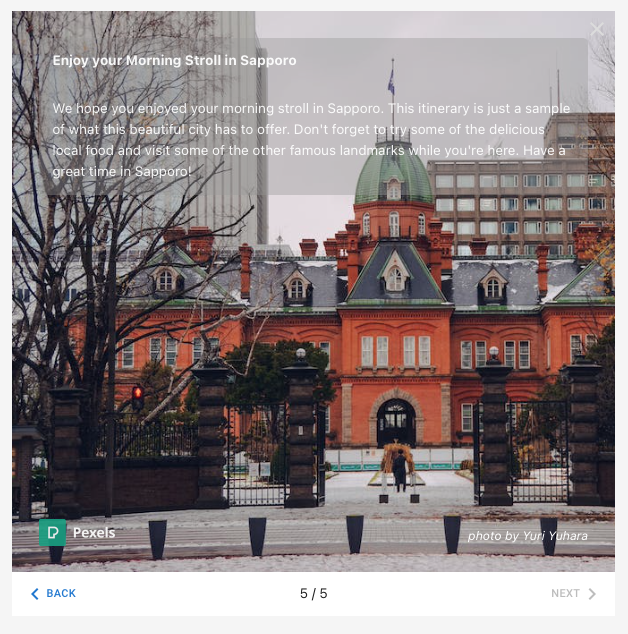 Enjoy your Morning Stroll in Sapporo
We hope you enjoyed your morning stroll in Sapporo. This itinerary is just a sample
of what this beautiful city has to offer. Don't forget to try some of the delicious
local food and visit some of the other famous landmarks while you're here. Have a
great time in Sapporo!
Pexels
photo by Yuri Yuhara
BACK
5 / 5
NEXT